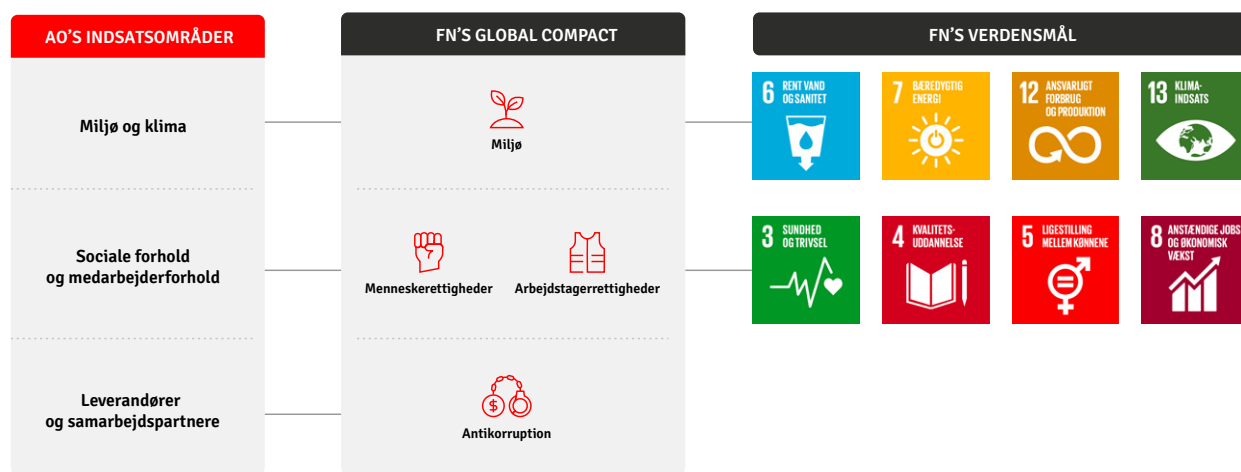 AO'S INDSATSOMRÅDER
FN'S GLOBAL COMPACT
FN'S VERDENSMÅL
Miljø og klima
Miljø
6 RENT VAND
OG SANITET
7 BÆREDYGTIG
ENERGI
12 ANSVARLIGT
FORBRUG
OG PRODUKTION
13 KLIMA-
INDSATS
Sociale forhold
og medarbejderforhold
Menneskerettigheder
Arbejdstagerrettigheder
3 SUNDHED
OG TRIVSEL
4 KVALITETS-
UDDANNELSE
5 LIGESTILLING
MELLEM KØNNENE
8 ANSTÆNDIGE JOBS
OG ØKONOMISK
VÆKST
Leverandører
og samarbejdspartnere
$
Antikorruption